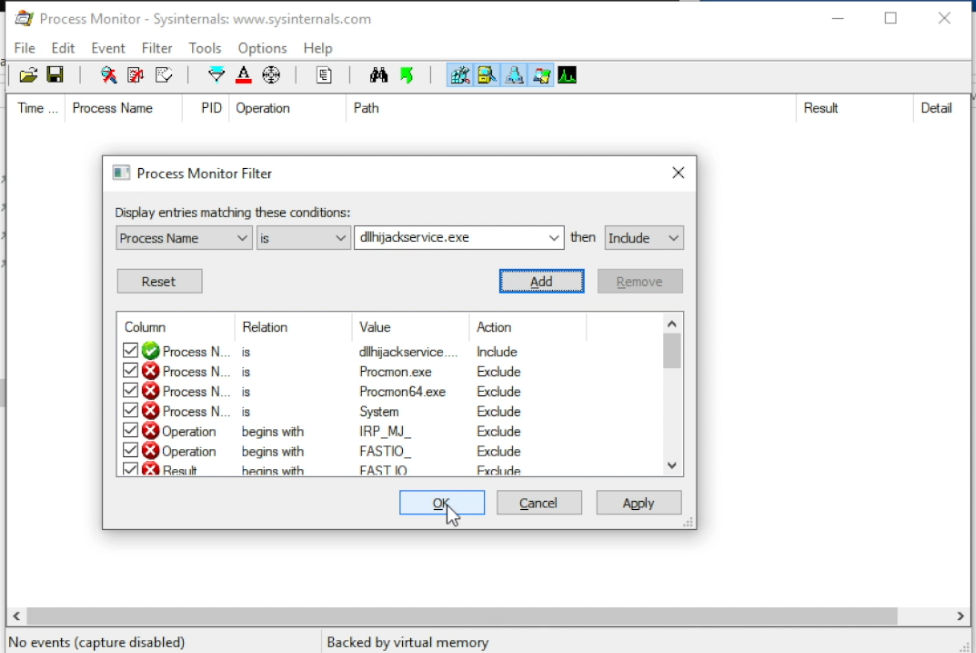 Process Monitor - Sysinternals: www.sysinternals.com
File Edit Event Filter Tools Options Help
Time ... Process Name PID Operation Path Result Detail
Process Monitor Filter
Display entries matching these conditions:
Process Name is dllhijackservice.exe then Include
Reset Add Remove
Column Relation Value Action
Process N... is dllhijackservice.... Include
Process N... is Procmon.exe Exclude
Process N... is Procmon64.exe Exclude
Process N... is System Exclude
Operation begins with IRP_MJ_ Exclude
Operation begins with FASTIO_ Exclude
Result begins with FAST IO Exclude
OK Cancel Apply
No events (capture disabled) Backed by virtual memory